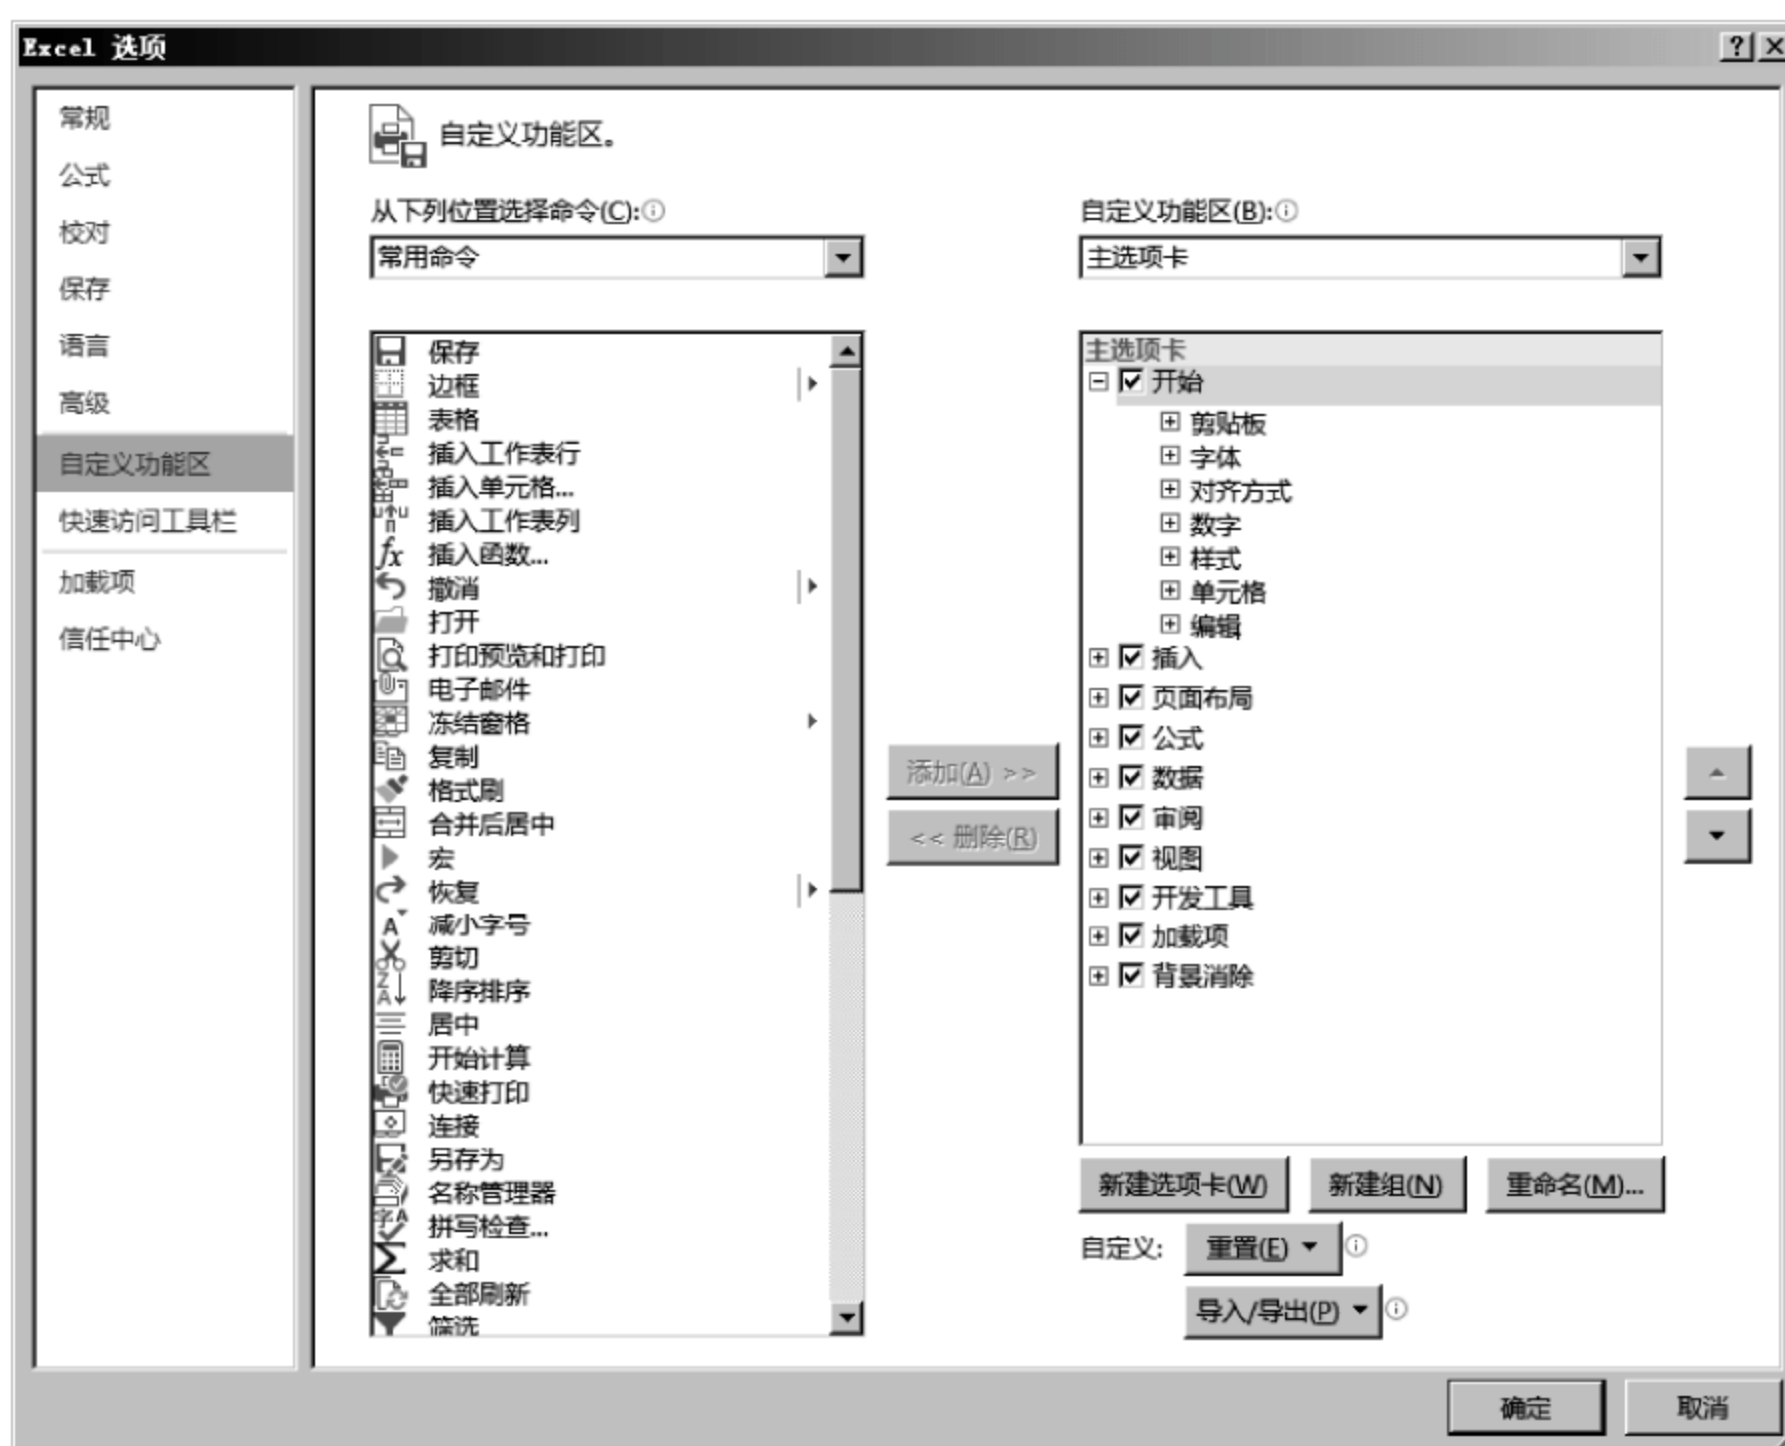 Excel 选项
常规
公式
校对
保存
语言
高级
自定义功能区
快速访问工具栏
加载项
信任中心
自定义功能区。
从下列位置选择命令(C):
常用命令
保存
边框
表格
插入工作表行
插入单元格...
插入工作表列
插入函数...
撤消
打开
打印预览和打印
电子邮件
冻结窗格
复制
格式刷
合并后居中
宏
恢复
减小字号
剪切
降序排序
居中
开始计算
快速打印
连接
另存为
名称管理器
拼写检查...
求和
全部刷新
筛选
添加(A) >>
<< 删除(R)
自定义功能区(B):
主选项卡
主选项卡
开始
剪贴板
字体
对齐方式
数字
样式
单元格
编辑
插入
页面布局
公式
数据
审阅
视图
开发工具
加载项
背景消除
新建选项卡(W) 新建组(N) 重命名(M)...
自定义: 重置(E)
导入/导出(P)
确定 取消